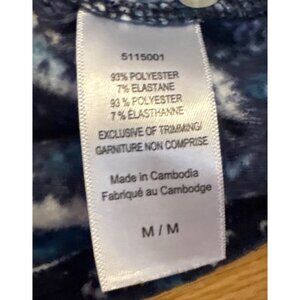 5115001
93% POLYESTER
7% ELASTANE
93 % POLYESTER
7 % ÉLASTHANNE
EXCLUSIVE OF TRIMMING/
GARNITURE NON COMPRISE
Made in Cambodia
Fabriqué au Cambodge
M / M